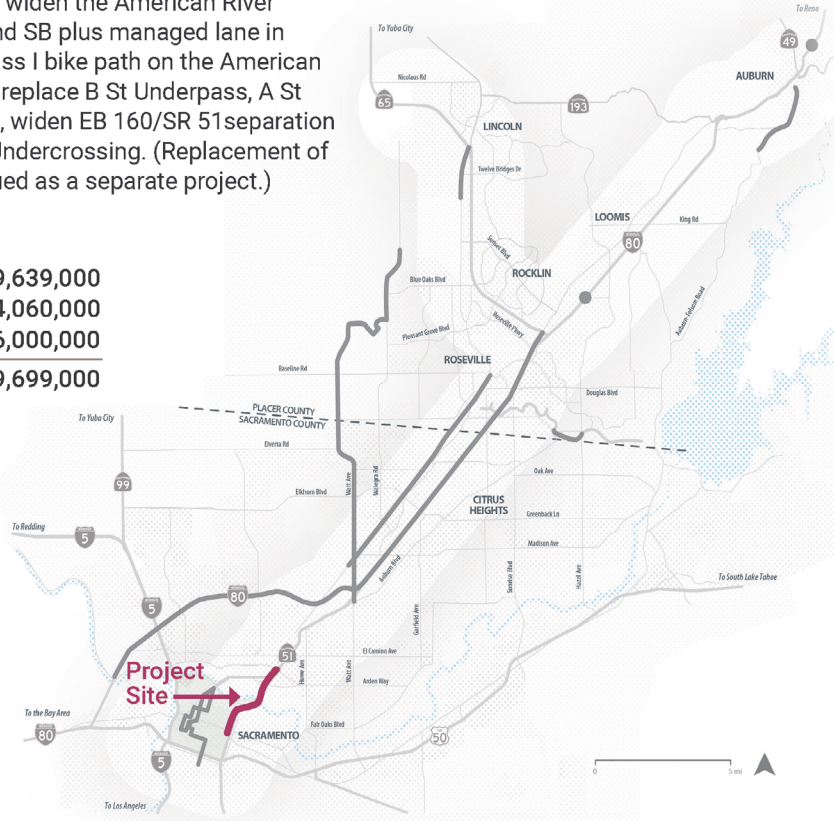 widen the American River
nd SB plus managed lane in
ss I bike path on the American
replace B St Underpass, A St
, widen EB 160/SR 51separation
Undercrossing. (Replacement of
ued as a separate project.)
9,639,000
4,060,000
6,000,000
9,699,000
To Reno
49
To Yuba City
AUBURN
Nicolaus Rd
65
193
LINCOLN
Twelve Bridges Dr
LOOMIS
King Rd
80
Sunset Blvd
ROCKLIN
Blue Oaks Blvd
Auburn Folsom Road
Pleasant Grove Blvd
Roseville Pkwy
ROSEVILLE
Baseline Rd
Douglas Blvd
PLACER COUNTY
SACRAMENTO COUNTY
To Yuba City
Elverta Rd
Oak Ave
99
Watt Ave
Walerga Rd
Elkhorn Blvd
CITRUS
HEIGHTS
Greenback Ln
To Redding
5
Madison Ave
Auburn Blvd
Sunrise Blvd
Hazel Ave
To South Lake Tahoe
80
5
Garfield Ave
51
El Camino Ave
Howe Ave
Watt Ave
Project
Site
Arden Way
To the Bay Area
80
Fair Oaks Blvd
SACRAMENTO
50
5
0
5 mi
To Los Angeles